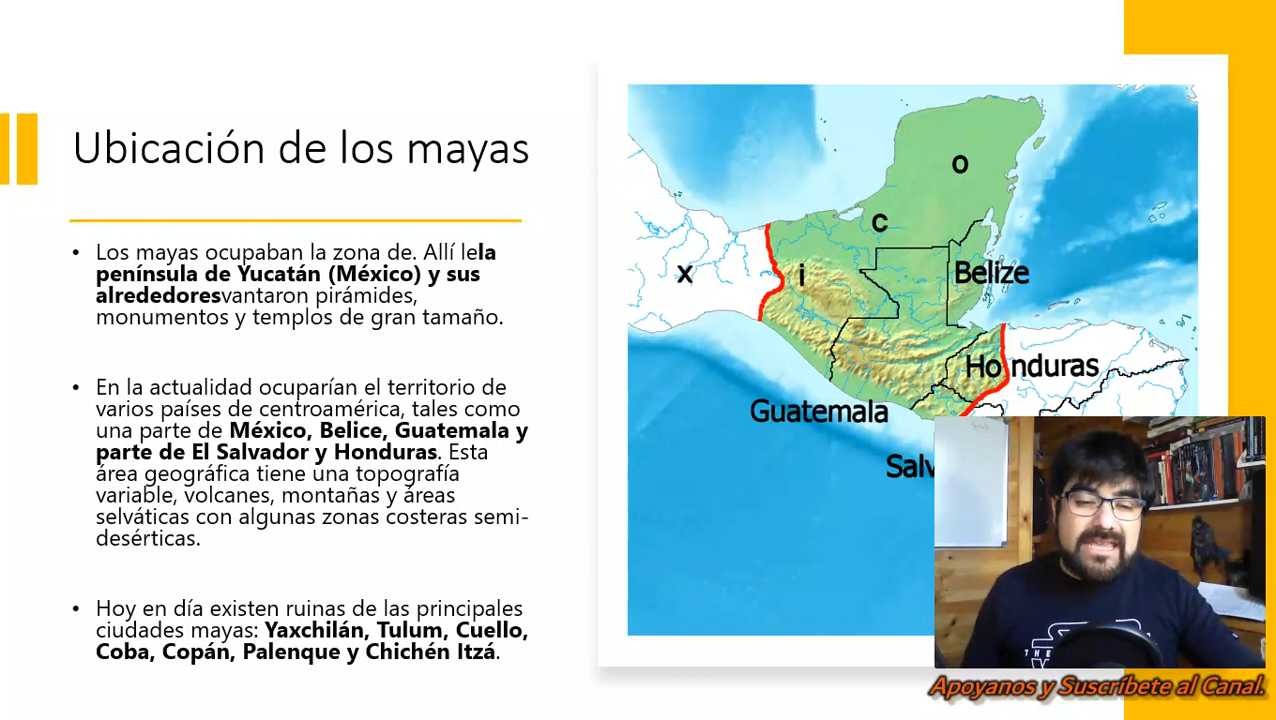 Ubicación de los mayas
• Los mayas ocupaban la zona de. Allí lela
península de Yucatán (México) y sus
alrededoresvantaron pirámides,
monumentos y templos de gran tamaño.
• En la actualidad ocuparían el territorio de
varios países de centroamérica, tales como
una parte de México, Belice, Guatemala y
parte de El Salvador y Honduras. Esta
área geográfica tiene una topografía
variable, volcanes, montañas y áreas
selváticas con algunas zonas costeras semi-
desérticas.
• Hoy en día existen ruinas de las principales
ciudades mayas: Yaxchilán, Tulum, Cuello,
Coba, Copán, Palenque y Chichén Itzá.
o
c
x
i
Belize
Ho nduras
Guatemala
Salv
THE
Apoyanos y Suscríbete al Canal.